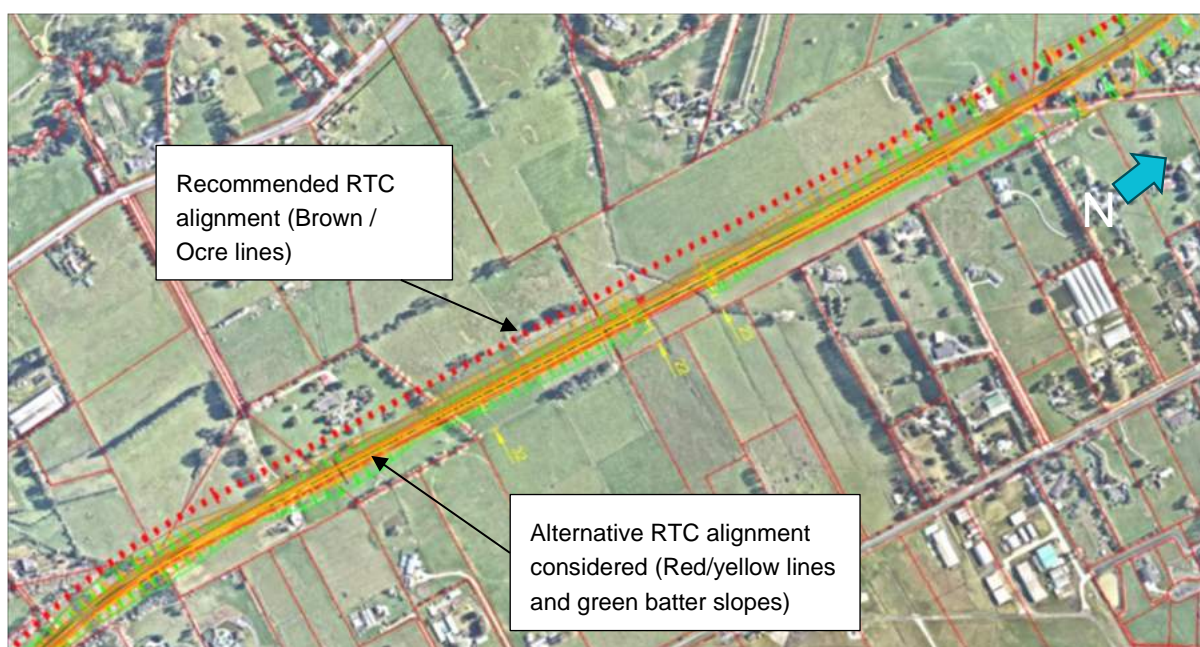 Recommended RTC
alignment (Brown /
Ocre lines)
N
Alternative RTC alignment
considered (Red/yellow lines
and green batter slopes)